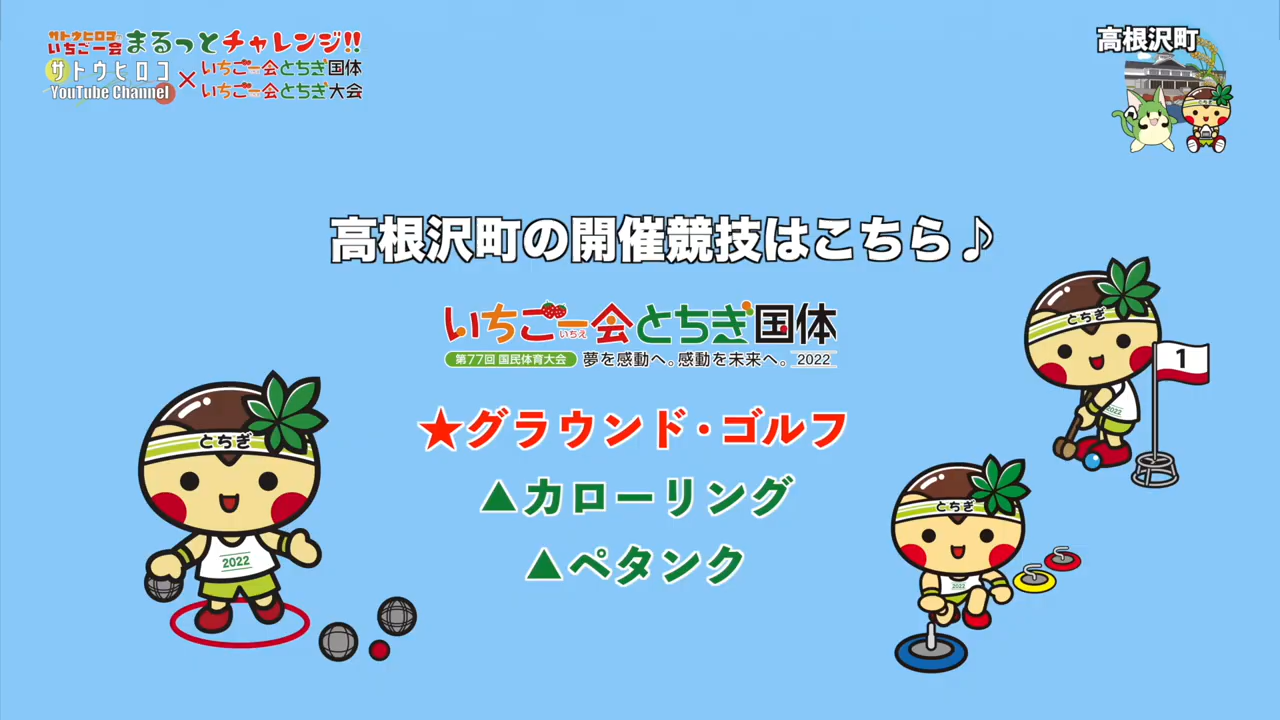 サトウヒロコの
いちご一会 まるっとチャレンジ!!
サトウヒロコ
YouTube Channel
×
いちご一会とちぎ国体
いちご一会とちぎ大会
高根沢町
とちぎ
高根沢町の開催競技はこちら♪
いちご一会とちぎ国体
いちえ
第77回 国民体育大会 夢を感動へ。感動を未来へ。 2022
★グラウンド・ゴルフ
▲カローリング
▲ペタンク
とちぎ
2022
とちぎ
1
2022
とちぎ
2022